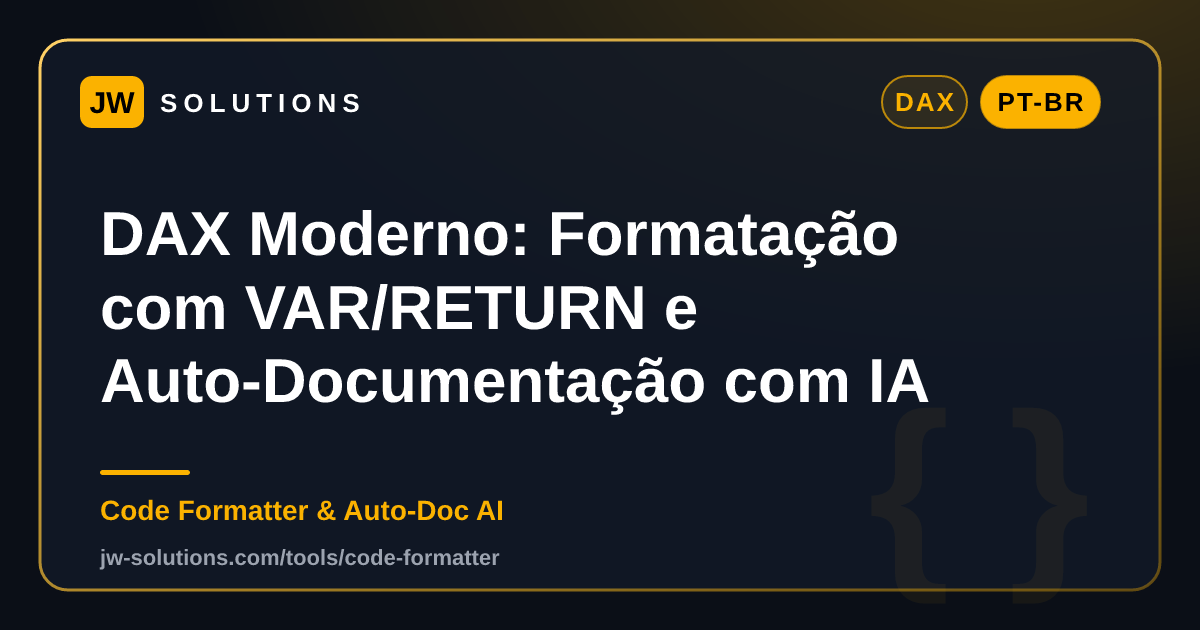 JW SOLUTIONS
DAX PT-BR
DAX Moderno: Formatação
com VAR/RETURN e
Auto-Documentação com IA
{ }
Code Formatter & Auto-Doc AI
jw-solutions.com/tools/code-formatter